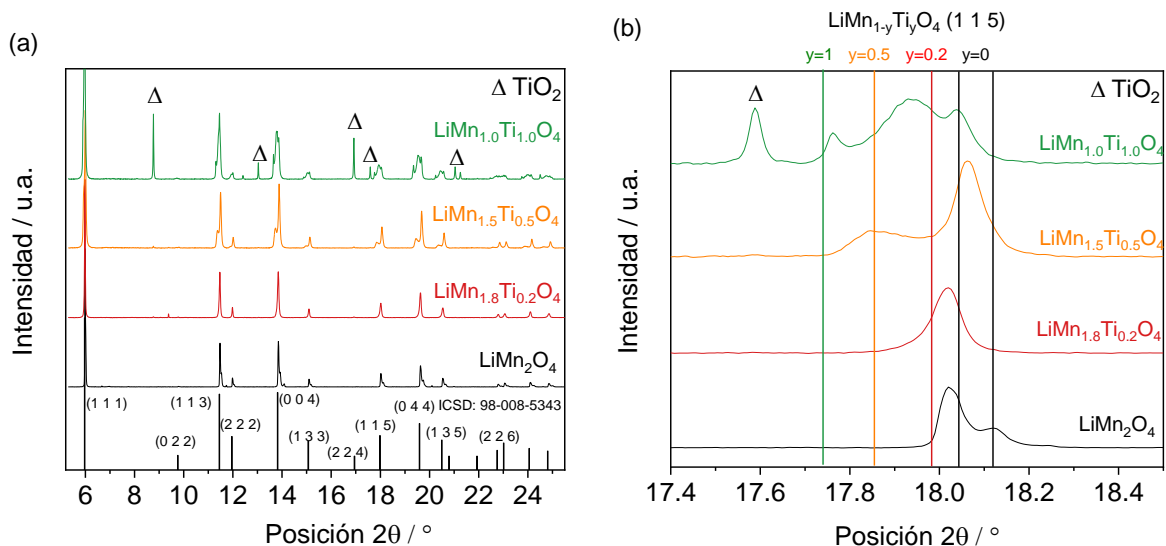 (a)
Intensidad / u.a.
Δ TiO2
Δ
Δ
Δ
Δ
Δ
LiMn1.0Ti1.0O4
LiMn1.5Ti0.5O4
LiMn1.8Ti0.2O4
LiMn2O4
ICSD: 98-008-5343
(1 1 1)
(0 2 2)
(1 1 3)
(2 2 2)
(0 0 4)
(1 3 3)
(2 2 4)
(1 1 5)
(0 4 4)
(1 3 5)
(2 2 6)
6 8 10 12 14 16 18 20 22 24
Posición 2θ / °
(b)
LiMn1-yTiyO4 (1 1 5)
y=1 y=0.5 y=0.2 y=0
Intensidad / u.a.
Δ
Δ TiO2
LiMn1.0Ti1.0O4
LiMn1.5Ti0.5O4
LiMn1.8Ti0.2O4
LiMn2O4
17.4 17.6 17.8 18.0 18.2 18.4
Posición 2θ / °